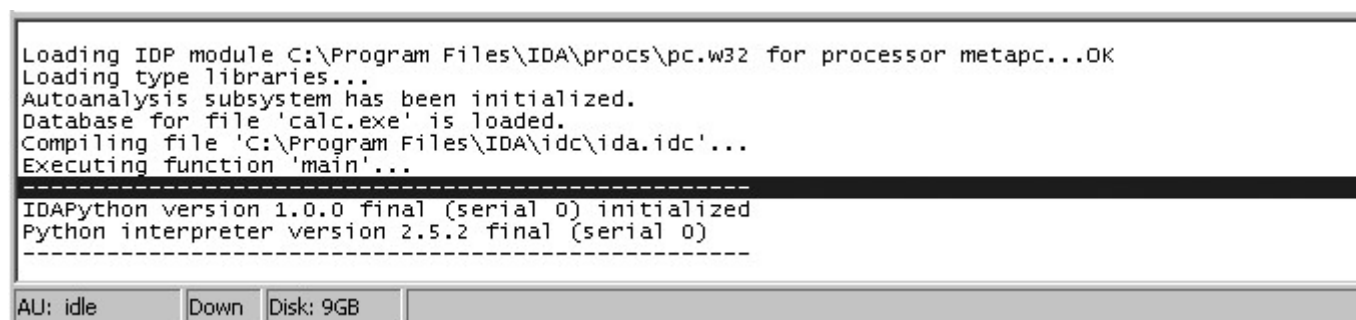 Loading IDP module C:\Program Files\IDA\procs\pc.w32 for processor metapc...OK
Loading type libraries...
Autoanalysis subsystem has been initialized.
Database for file 'calc.exe' is loaded.
Compiling file 'C:\Program Files\IDA\idc\ida.idc'...
Executing function 'main'...
----------------------------------------------------
IDAPython version 1.0.0 final (serial 0) initialized
Python interpreter version 2.5.2 final (serial 0)
----------------------------------------------------
AU: idle Down Disk: 9GB